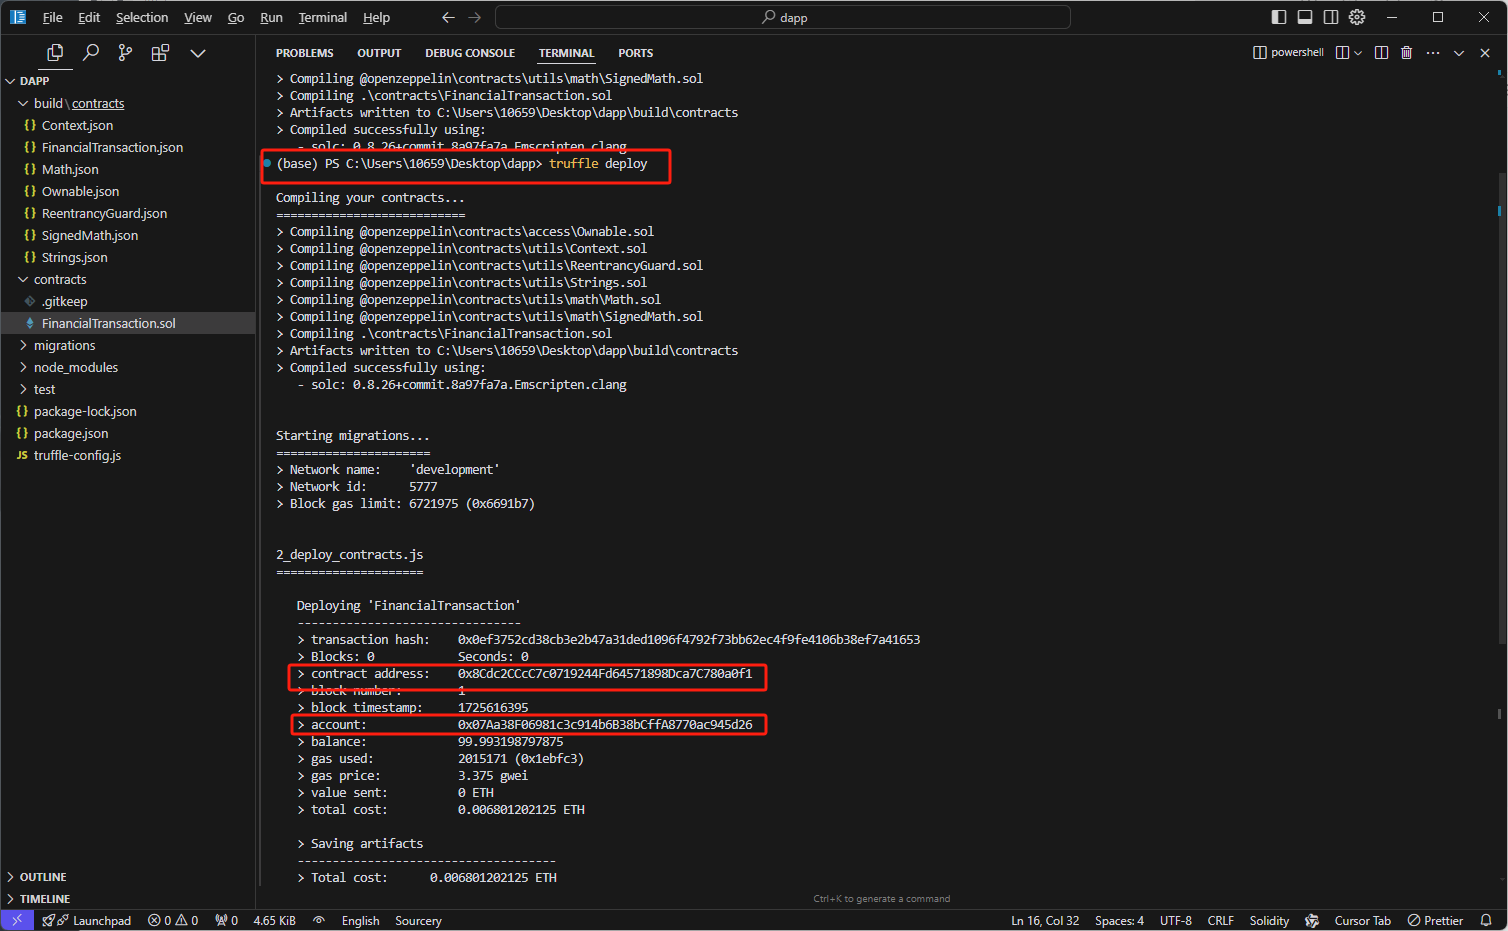 File Edit Selection View Go Run Terminal Help dapp
PROBLEMS OUTPUT DEBUG CONSOLE TERMINAL PORTS powershell
DAPP
build\contracts
Context.json
FinancialTransaction.json
Math.json
Ownable.json
ReentrancyGuard.json
SignedMath.json
Strings.json
contracts
.gitkeep
FinancialTransaction.sol
migrations
node_modules
test
package-lock.json
package.json
JS truffle-config.js
OUTLINE
TIMELINE
> Compiling @openzeppelin\contracts\utils\math\SignedMath.sol
> Compiling .\contracts\FinancialTransaction.sol
> Artifacts written to C:\Users\10659\Desktop\dapp\build\contracts
> Compiled successfully using:
- solc: 0.8.26+commit.8a97fa7a.Emscripten.clang
(base) PS C:\Users\10659\Desktop\dapp> truffle deploy
Compiling your contracts...
===========================
> Compiling @openzeppelin\contracts\access\Ownable.sol
> Compiling @openzeppelin\contracts\utils\Context.sol
> Compiling @openzeppelin\contracts\utils\ReentrancyGuard.sol
> Compiling @openzeppelin\contracts\utils\Strings.sol
> Compiling @openzeppelin\contracts\utils\math\Math.sol
> Compiling @openzeppelin\contracts\utils\math\SignedMath.sol
> Compiling .\contracts\FinancialTransaction.sol
> Artifacts written to C:\Users\10659\Desktop\dapp\build\contracts
> Compiled successfully using:
- solc: 0.8.26+commit.8a97fa7a.Emscripten.clang
Starting migrations...
======================
> Network name: 'development'
> Network id: 5777
> Block gas limit: 6721975 (0x6691b7)
2_deploy_contracts.js
=====================
Deploying 'FinancialTransaction'
--------------------------------
> transaction hash: 0x0ef3752cd38cb3e2b47a31ded1096f4792f73bb62ec4f9fe4106b38ef7a41653
> Blocks: 0 Seconds: 0
> contract address: 0x8Cdc2CCcC7c0719244Fd64571898Dca7C780a0f1
> block number: 1
> block timestamp: 1725616395
> account: 0x07Aa38F06981c3c914b6B38bCffA8770ac945d26
> balance: 99.993198797875
> gas used: 2015171 (0x1ebfc3)
> gas price: 3.375 gwei
> value sent: 0 ETH
> total cost: 0.006801202125 ETH
> Saving artifacts
-------------------------------------
> Total cost: 0.006801202125 ETH
Ctrl+K to generate a command
Launchpad 0 0 0 4.65 KiB English Sourcery Ln 16, Col 32 Spaces: 4 UTF-8 CRLF Solidity Cursor Tab Prettier